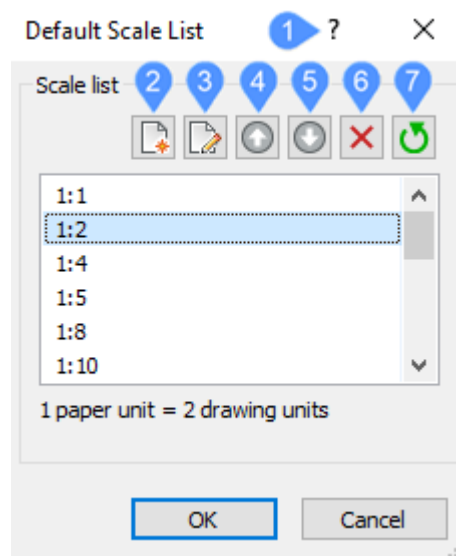 Default Scale List 1 ?
Scale list 2 3 4 5 6 7
1:1
1:2
1:4
1:5
1:8
1:10
1 paper unit = 2 drawing units
OK Cancel